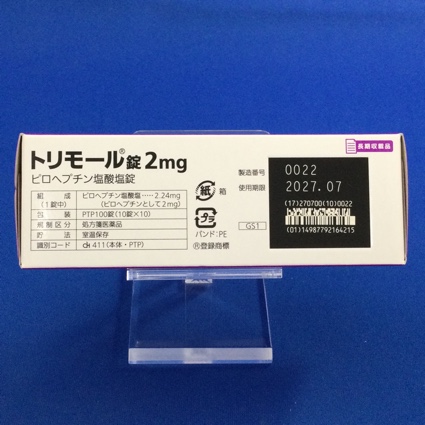 長期収載品
トリモール®錠2mg
ピロヘプチン塩酸塩錠
組成(1錠中) ピロヘプチン塩酸塩……2.24mg
(ピロヘプチンとして2mg)
包装 PTP100錠(10錠×10)
規制区分 処方箋医薬品
貯法 室温保存
識別コード ch411(本体・PTP)
紙 箱
プラ
バンド:PE
®登録商標
製造番号 0022
使用期限 2027.07
GS1
(17)270700(10)0022
(01)14987792164215